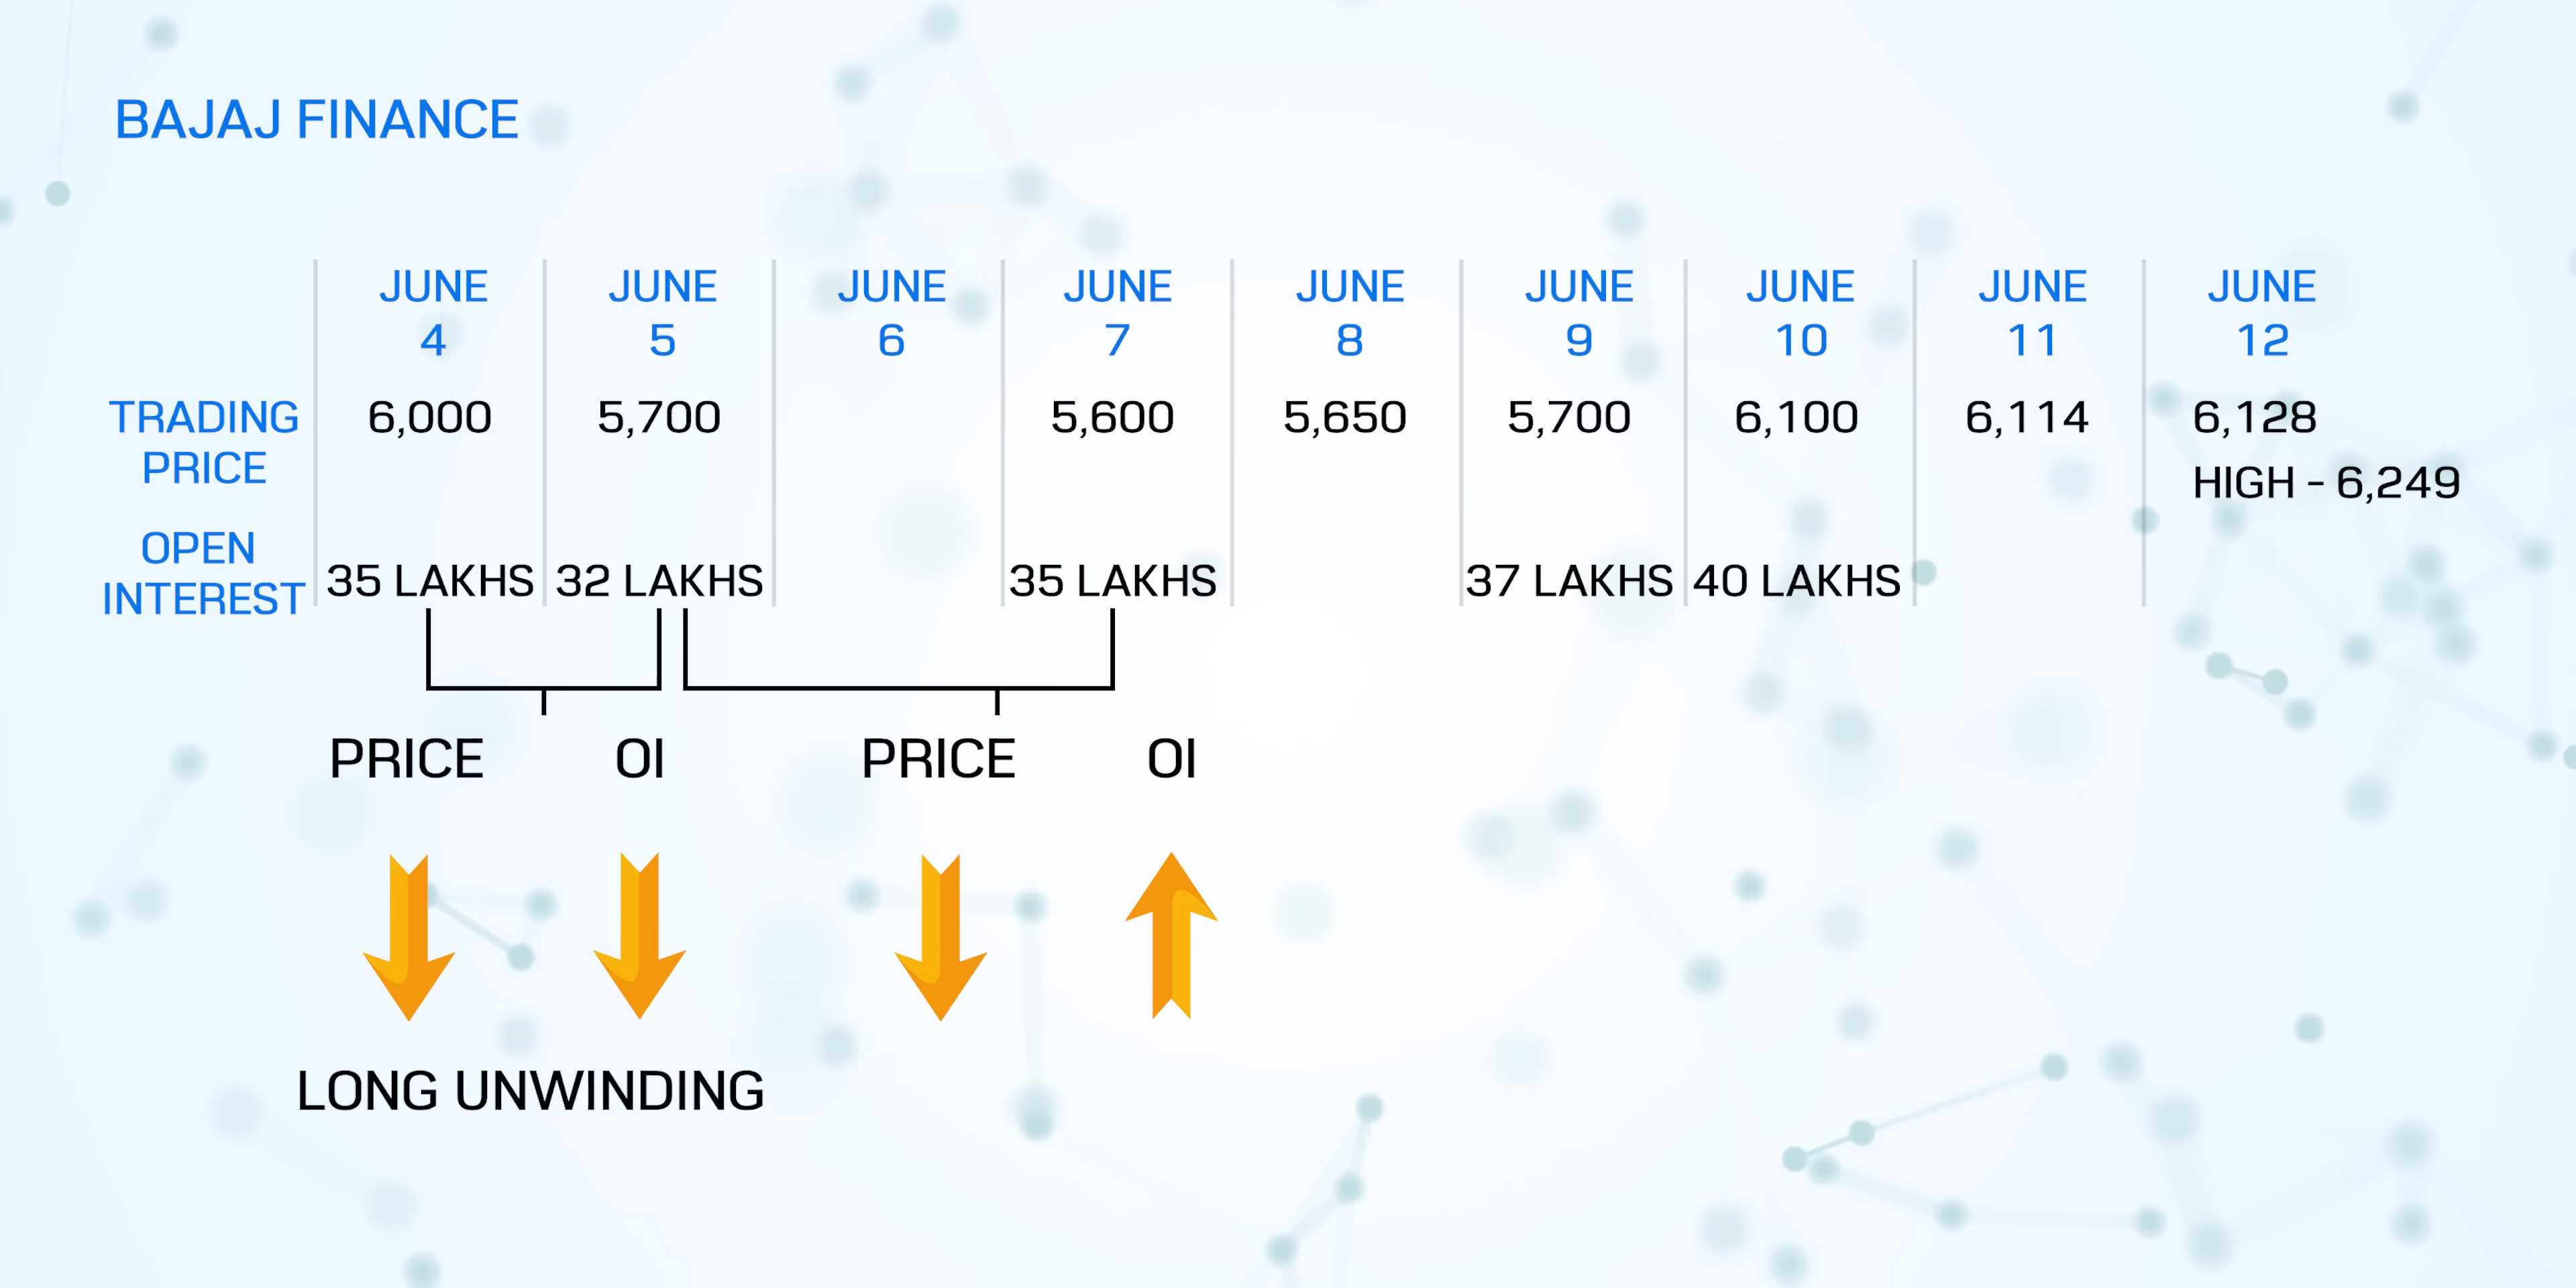 BAJAJ FINANCE
JUNE 4 JUNE 5 JUNE 6 JUNE 7 JUNE 8 JUNE 9 JUNE 10 JUNE 11 JUNE 12
TRADING PRICE 6,000 5,700 5,600 5,650 5,700 6,100 6,114 6,128
HIGH - 6,249
OPEN INTEREST 35 LAKHS 32 LAKHS 35 LAKHS 37 LAKHS 40 LAKHS
PRICE OI PRICE OI
LONG UNWINDING